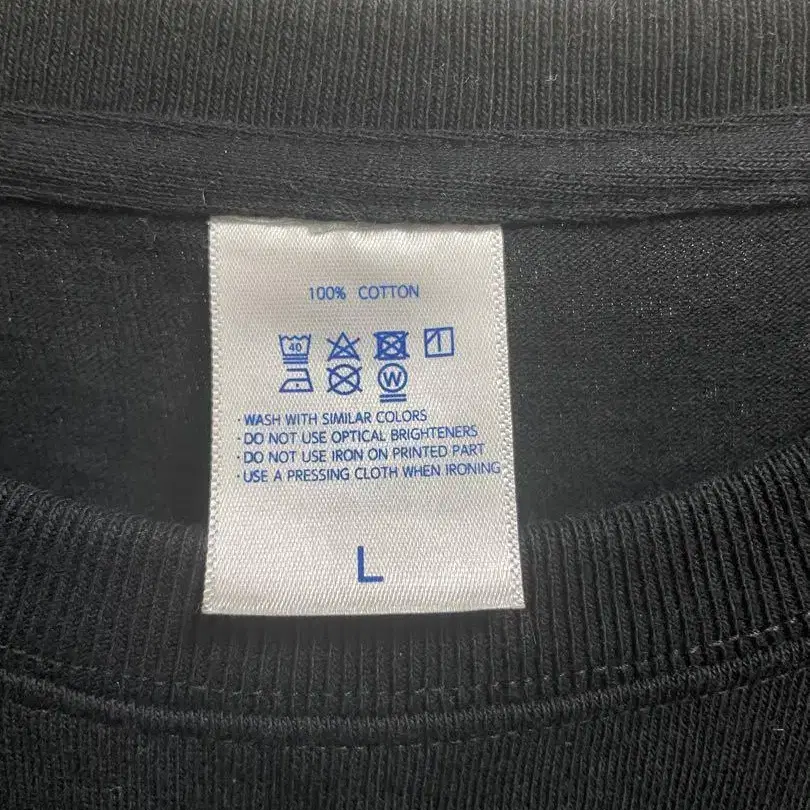 100% COTTON
40
W
·WASH WITH SIMILAR COLORS
·DO NOT USE OPTICAL BRIGHTENERS
·DO NOT USE IRON ON PRINTED PART
·USE A PRESSING CLOTH WHEN IRONING
L